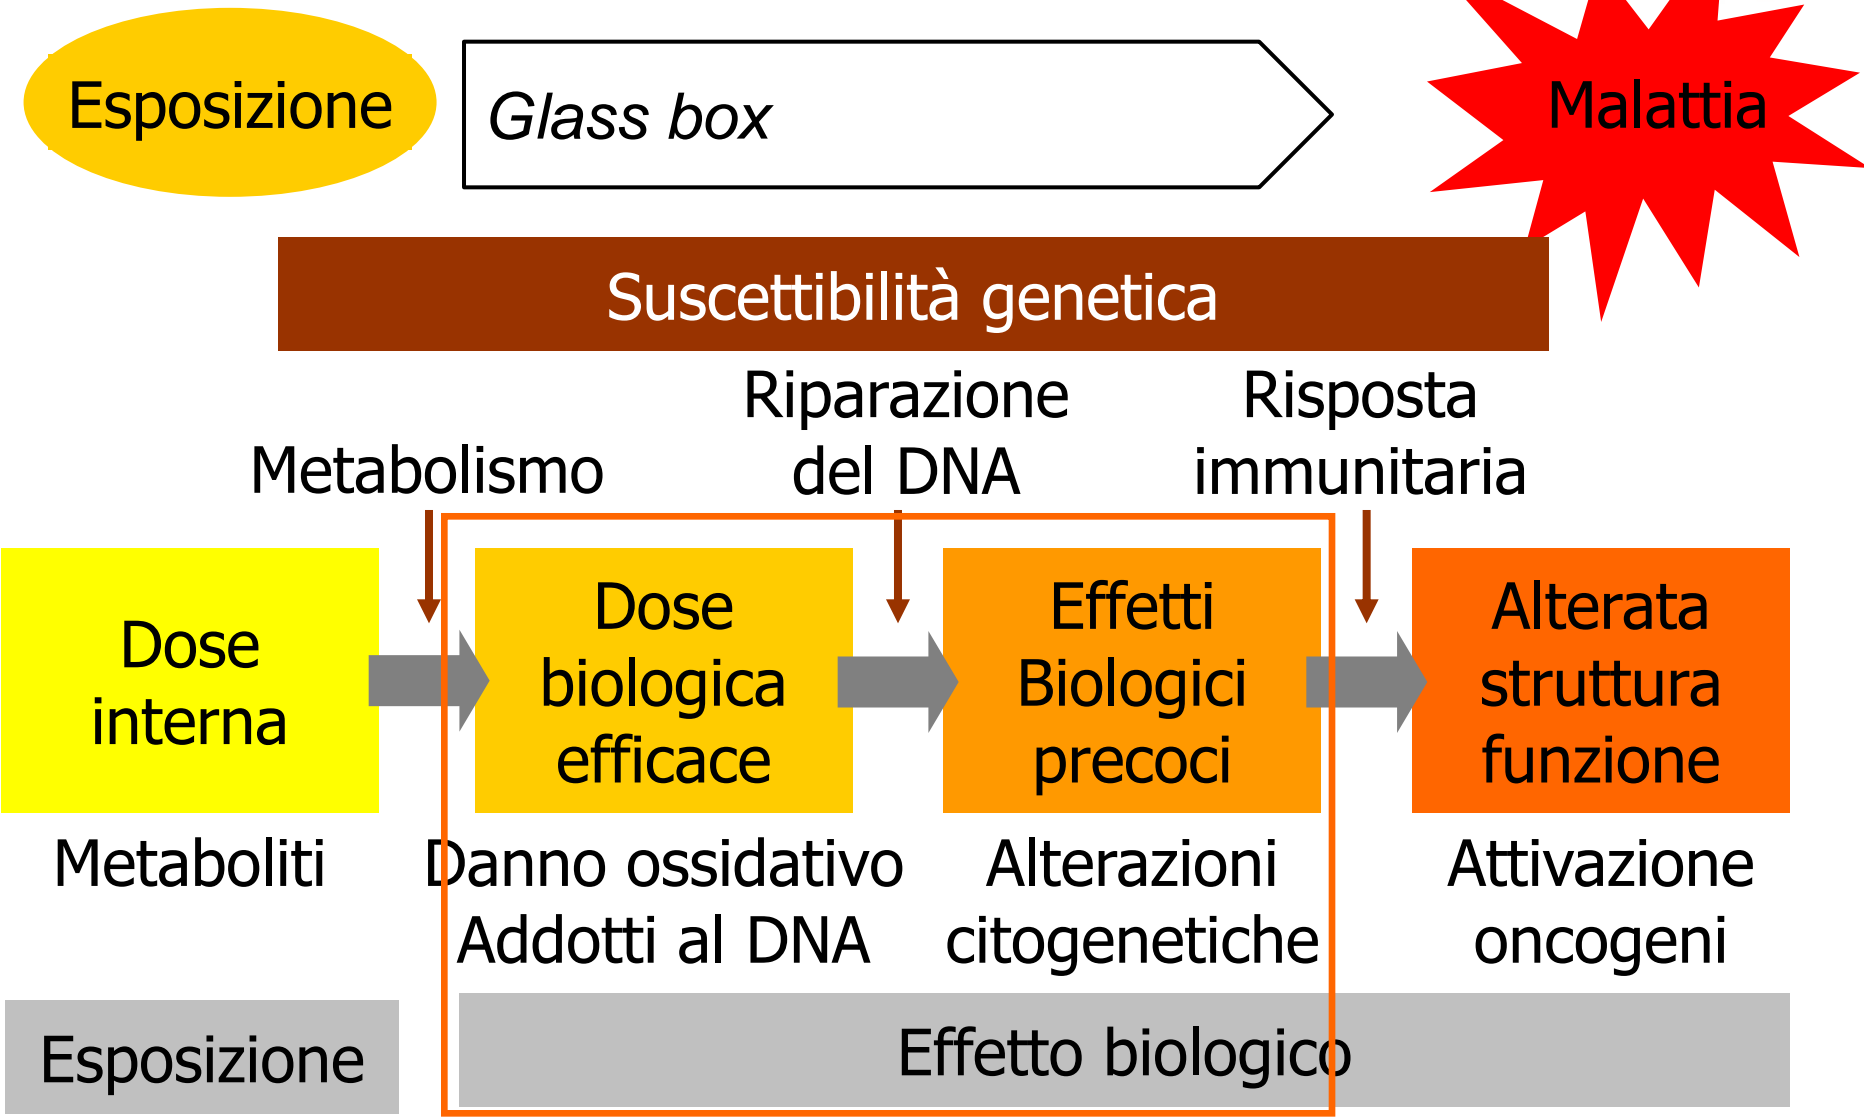 Esposizione
Glass box
Malattia
Suscettibilità genetica
Metabolismo
Riparazione
del DNA
Risposta
immunitaria
Dose
interna
Dose
biologica
efficace
Effetti
Biologici
precoci
Alterata
struttura
funzione
Metaboliti
Danno ossidativo
Addotti al DNA
Alterazioni
citogenetiche
Attivazione
oncogeni
Esposizione
Effetto biologico